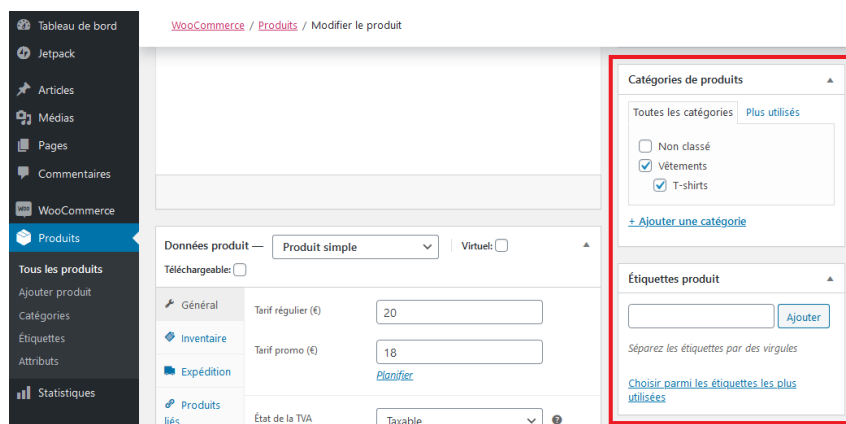 Tableau de bord
Jetpack
Articles
Médias
Pages
Commentaires
WooCommerce
Produits
Tous les produits
Ajouter produit
Catégories
Étiquettes
Attributs
Statistiques
WooCommerce / Produits / Modifier le produit
Données produit — Produit simple Virtuel:
Téléchargeable:
Général
Inventaire
Expédition
Produits
liés
Tarif régulier (€) 20
Tarif promo (€) 18
Planifier
État de la TVA Taxable
Catégories de produits
Toutes les catégories Plus utilisés
Non classé
Vêtements
T-shirts
+ Ajouter une catégorie
Étiquettes produit
Ajouter
Séparez les étiquettes par des virgules
Choisir parmi les étiquettes les plus
utilisées